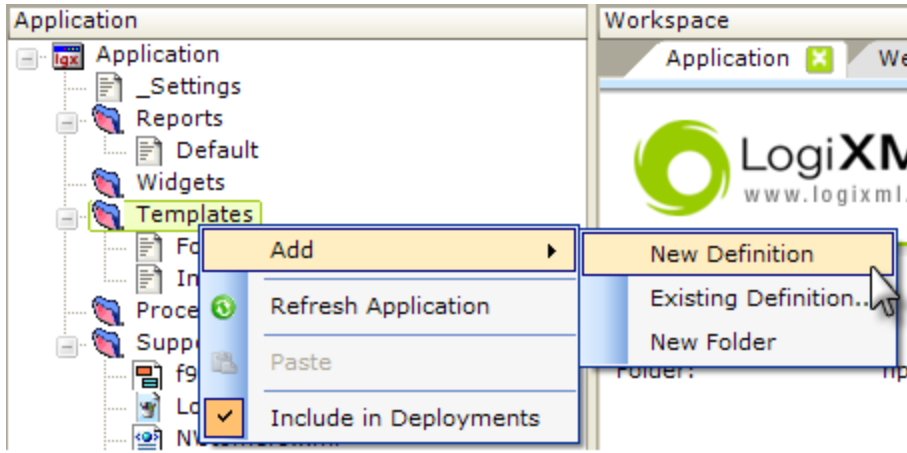 Application
Workspace
Application
Application
_Settings
Reports
Default
Widgets
Templates
Add
New Definition
Refresh Application
Existing Definition..
Paste
New Folder
Include in Deployments
Folder:
LogiXM
www.logixml.
lgx